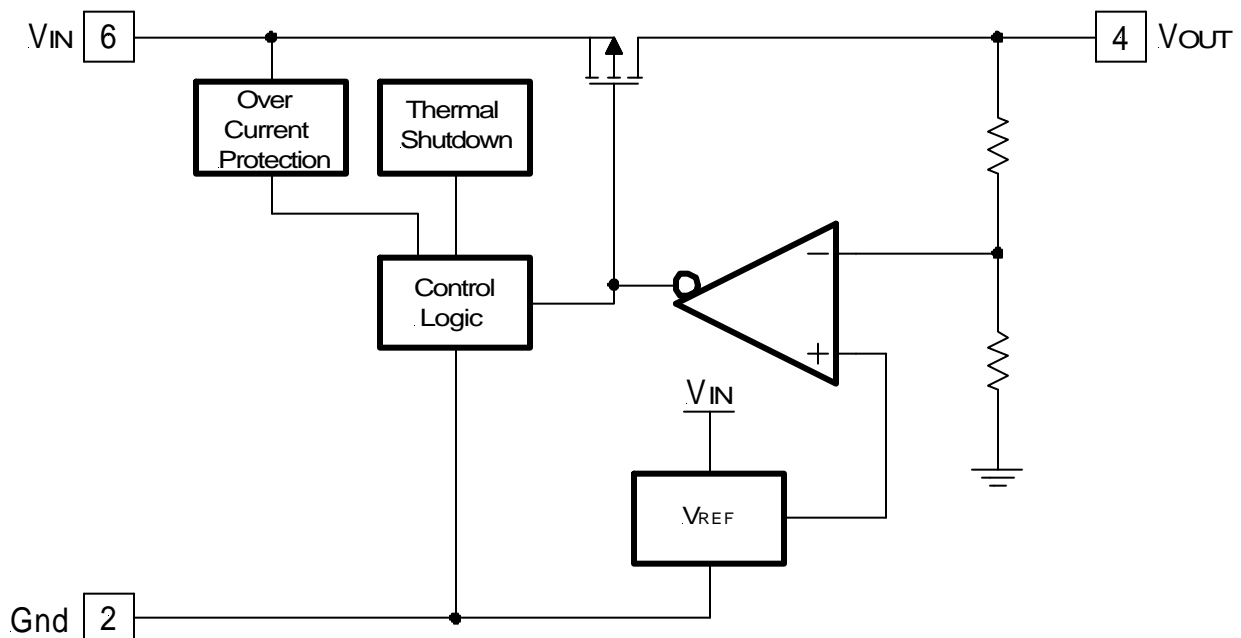 VIN 6
4 VOUT
Over
Current
Protection
Thermal
Shutdown
Control
Logic
−
+
VIN
VREF
Gnd 2